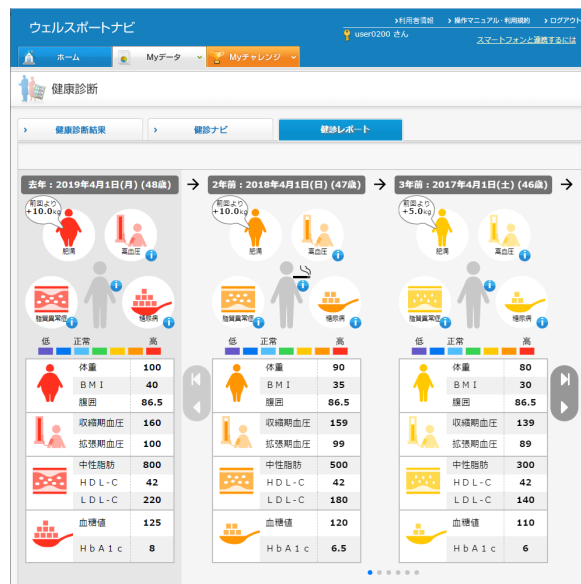 ウェルスポートナビ
>利用者情報 > 操作マニュアル・利用規約 > ログアウト
user0200 さん
スマートフォンと連携するには
ホーム
Myデータ
Myチャレンジ
健康診断
健康診断結果
健診ナビ
健診レポート
去年：2019年4月1日(月) (48歳)
2年前：2018年4月1日(日) (47歳)
3年前：2017年4月1日(土) (46歳)
前回より +10.0kg 肥満 高血圧
前回より +10.0kg 肥満 高血圧
前回より +5.0kg 肥満 高血圧
脂質異常症 糖尿病
脂質異常症 糖尿病
脂質異常症 糖尿病
低 正常 高
低 正常 高
低 正常 高
体重 100
BMI 40
腹囲 86.5
収縮期血圧 160
拡張期血圧 100
中性脂肪 800
HDL-C 42
LDL-C 220
血糖値 125
HbA1c 8
体重 90
BMI 35
腹囲 86.5
収縮期血圧 159
拡張期血圧 99
中性脂肪 500
HDL-C 42
LDL-C 180
血糖値 120
HbA1c 6.5
体重 80
BMI 30
腹囲 86.5
収縮期血圧 139
拡張期血圧 89
中性脂肪 300
HDL-C 42
LDL-C 140
血糖値 110
HbA1c 6